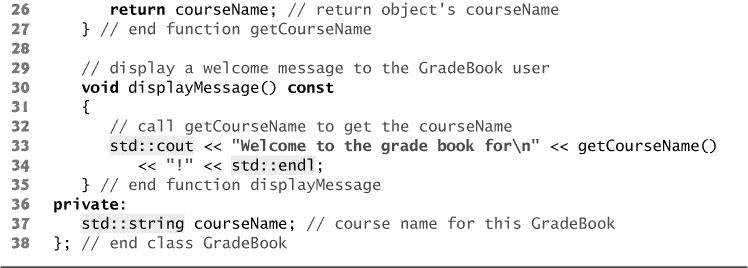 26 return courseName; // return object's courseName
27 } // end function getCourseName
28
29 // display a welcome message to the GradeBook user
30 void displayMessage() const
31 {
32 // call getCourseName to get the courseName
33 std::cout << "Welcome to the grade book for\n" << getCourseName()
34 << "!" << std::endl;
35 } // end function displayMessage
36 private:
37 std::string courseName; // course name for this GradeBook
38 }; // end class GradeBook